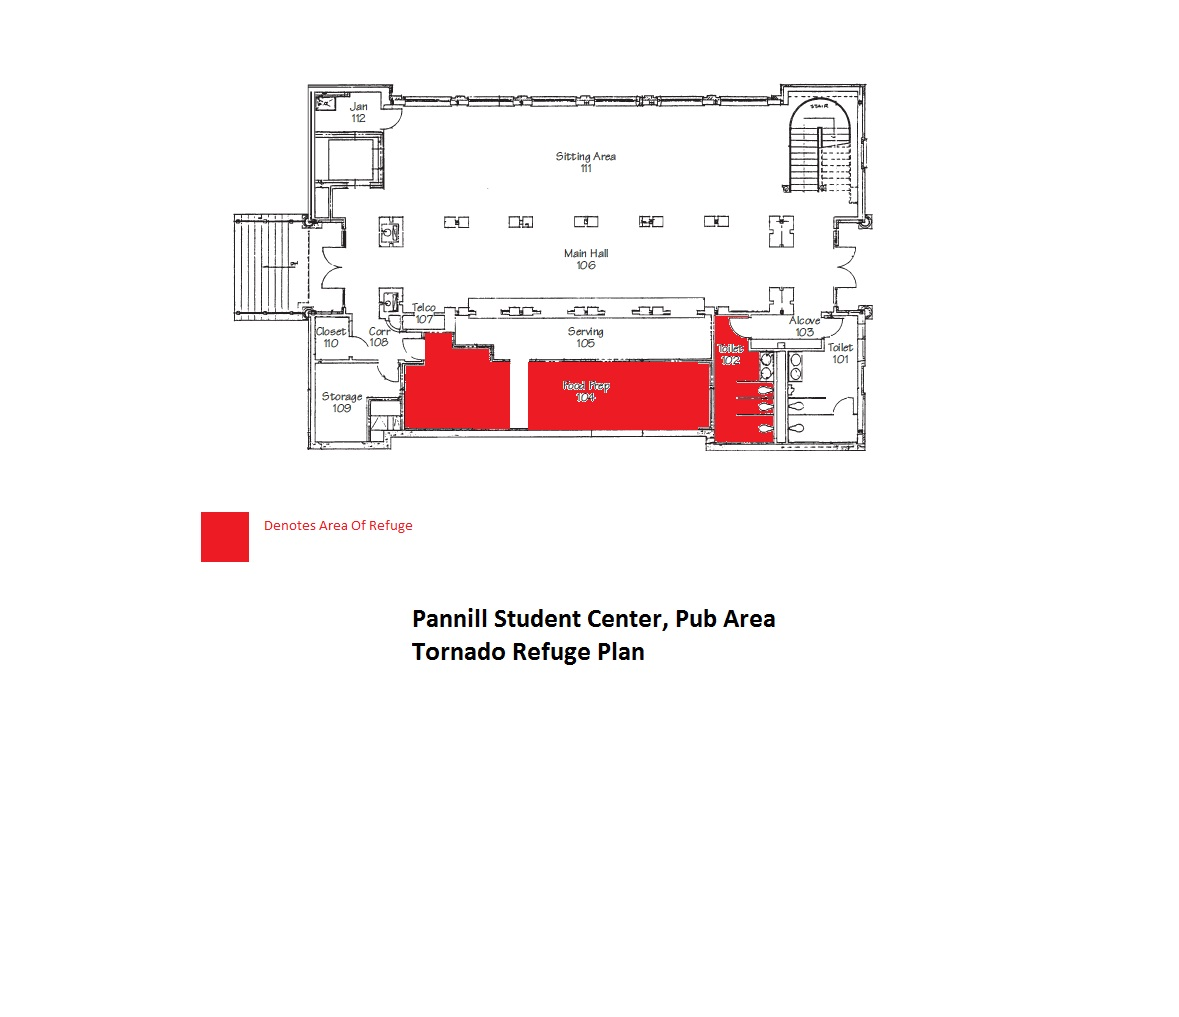 Jan
112
STAIR
Sitting Area
111
Main Hall
106
Telco
107
Closet
110
Corr
108
Serving
105
Alcove
103
Toilet
102
Toilet
101
Food Prep
104
Storage
109
Denotes Area Of Refuge
Pannill Student Center, Pub Area
Tornado Refuge Plan